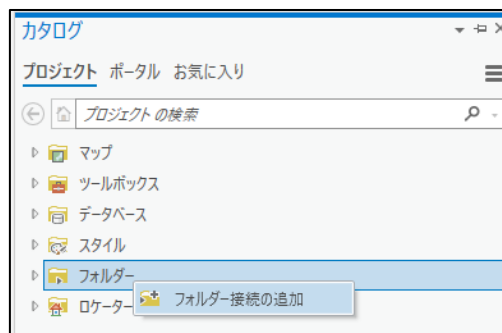 カタログ
プロジェクト ポータル お気に入り
プロジェクトの検索
マップ
ツールボックス
データベース
スタイル
フォルダー
フォルダー接続の追加
ロケーター